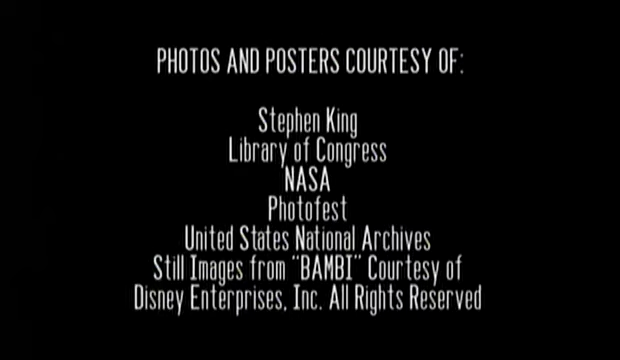 PHOTOS AND POSTERS COURTESY OF:
Stephen King
Library of Congress
NASA
Photofest
United States National Archives
Still Images from "BAMBI" Courtesy of
Disney Enterprises, Inc. All Rights Reserved